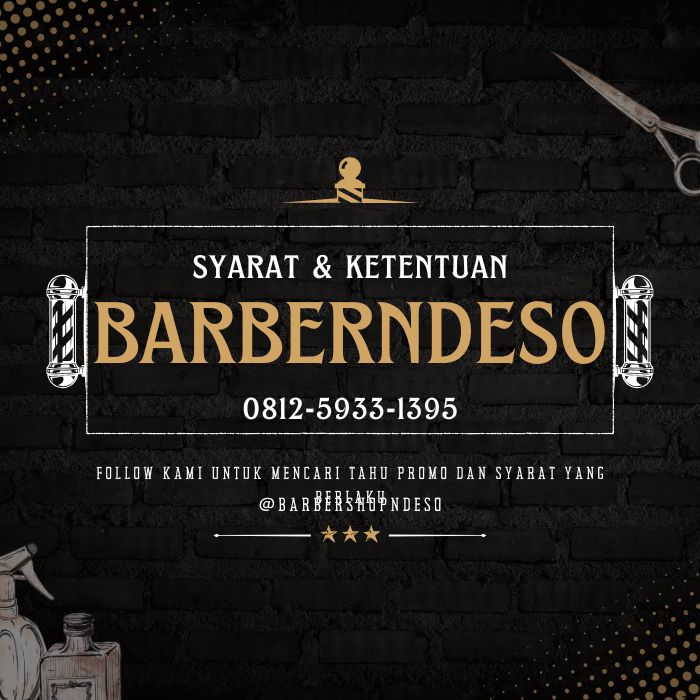 SYARAT & KETENTUAN
BARBERNDESO
0812-5933-1395
FOLLOW KAMI UNTUK MENCARI TAHU PROMO DAN SYARAT YANG
BERLAKU
@BARBERSHOPNDESO